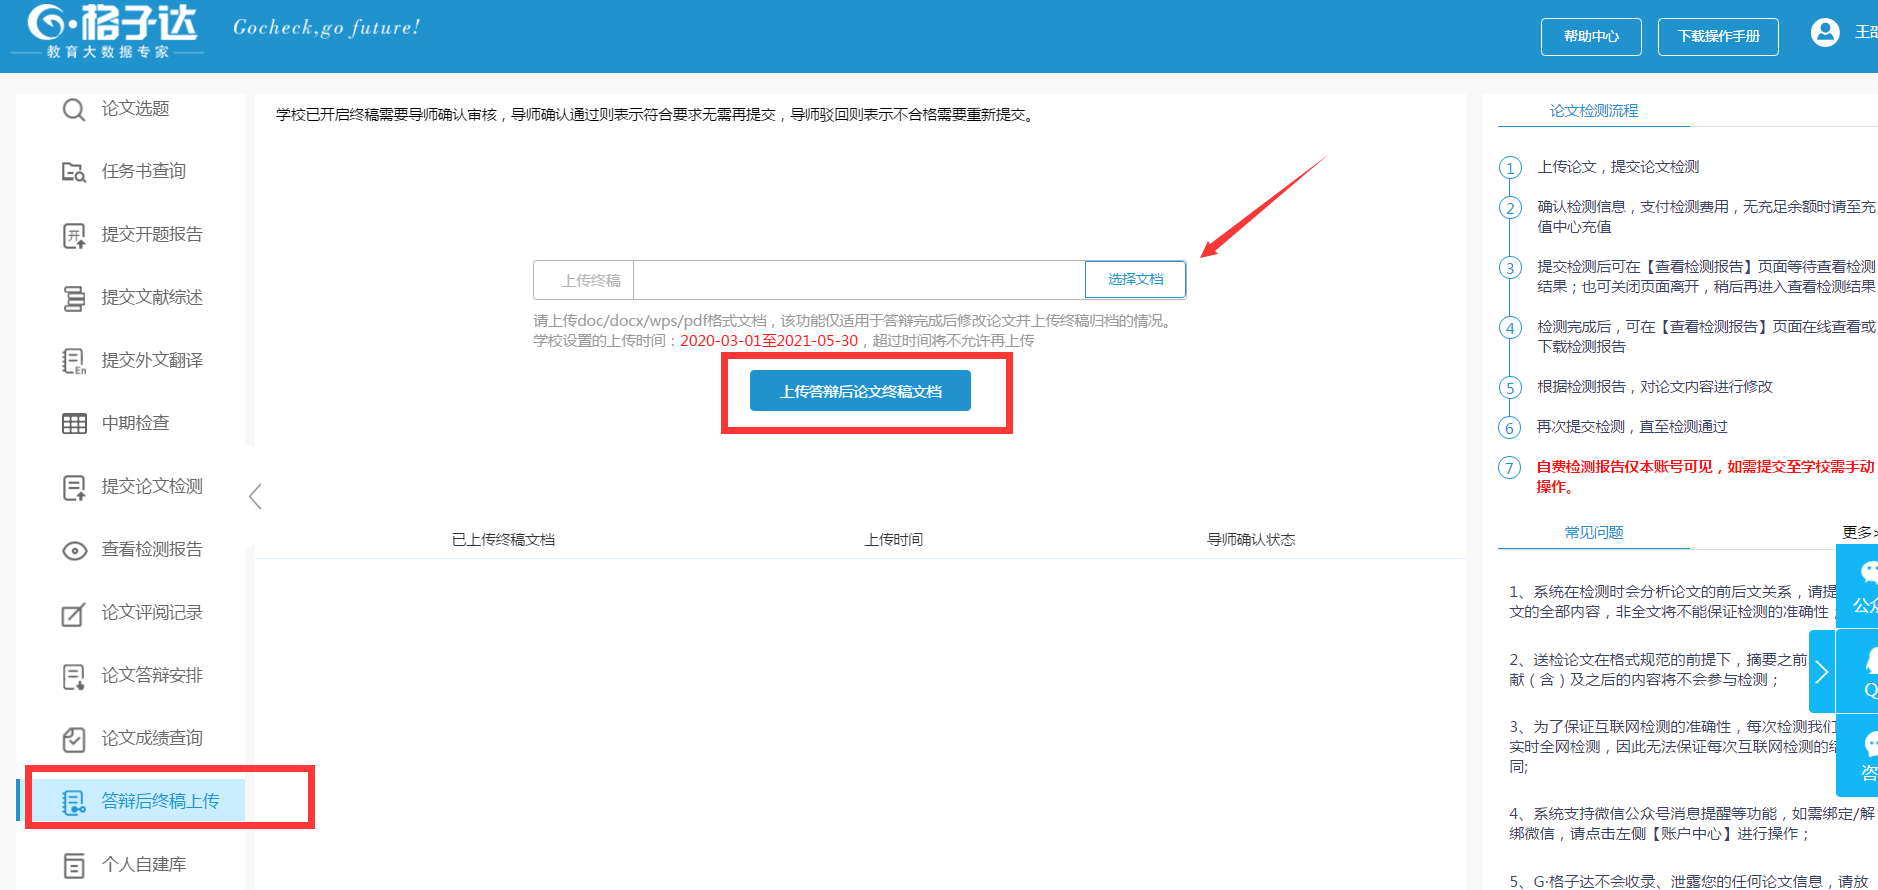 G·格子达
教育大数据专家
Gocheck,go future!
帮助中心
下载操作手册
王
论文选题
任务书查询
提交开题报告
提交文献综述
提交外文翻译
中期检查
提交论文检测
查看检测报告
论文评阅记录
论文答辩安排
论文成绩查询
答辩后终稿上传
个人自建库
学校已开启终稿需要导师确认审核，导师确认通过则表示符合要求无需再提交，导师驳回则表示不合格需要重新提交。
上传终稿
选择文档
请上传doc/docx/wps/pdf格式文档，该功能仅适用于答辩完成后修改论文并上传终稿归档的情况。
学校设置的上传时间：2020-03-01至2021-05-30，超过时间将不允许再上传
上传答辩后论文终稿文档
已上传终稿文档
上传时间
导师确认状态
论文检测流程
1 上传论文，提交论文检测
2 确认检测信息，支付检测费用，无充足余额时请至充
值中心充值
3 提交检测后可在【查看检测报告】页面等待查看检测
结果；也可关闭页面离开，稍后再进入查看检测结果
4 检测完成后，可在【查看检测报告】页面在线查看或
下载检测报告
5 根据检测报告，对论文内容进行修改
6 再次提交检测，直至检测通过
7 自费检测报告仅本账号可见，如需提交至学校需手动
操作。
常见问题
更多>
1、系统在检测时会分析论文的前后文关系，请提
文的全部内容，非全文将不能保证检测的准确性；
2、送检论文在格式规范的前提下，摘要之前
献（含）及之后的内容将不会参与检测；
3、为了保证互联网检测的准确性，每次检测我们
实时全网检测，因此无法保证每次互联网检测的结
同;
4、系统支持微信公众号消息提醒等功能，如需绑定/解
绑微信，请点击左侧【账户中心】进行操作；
5、G·格子达不会收录、泄露您的任何论文信息，请放
公众
Q
咨